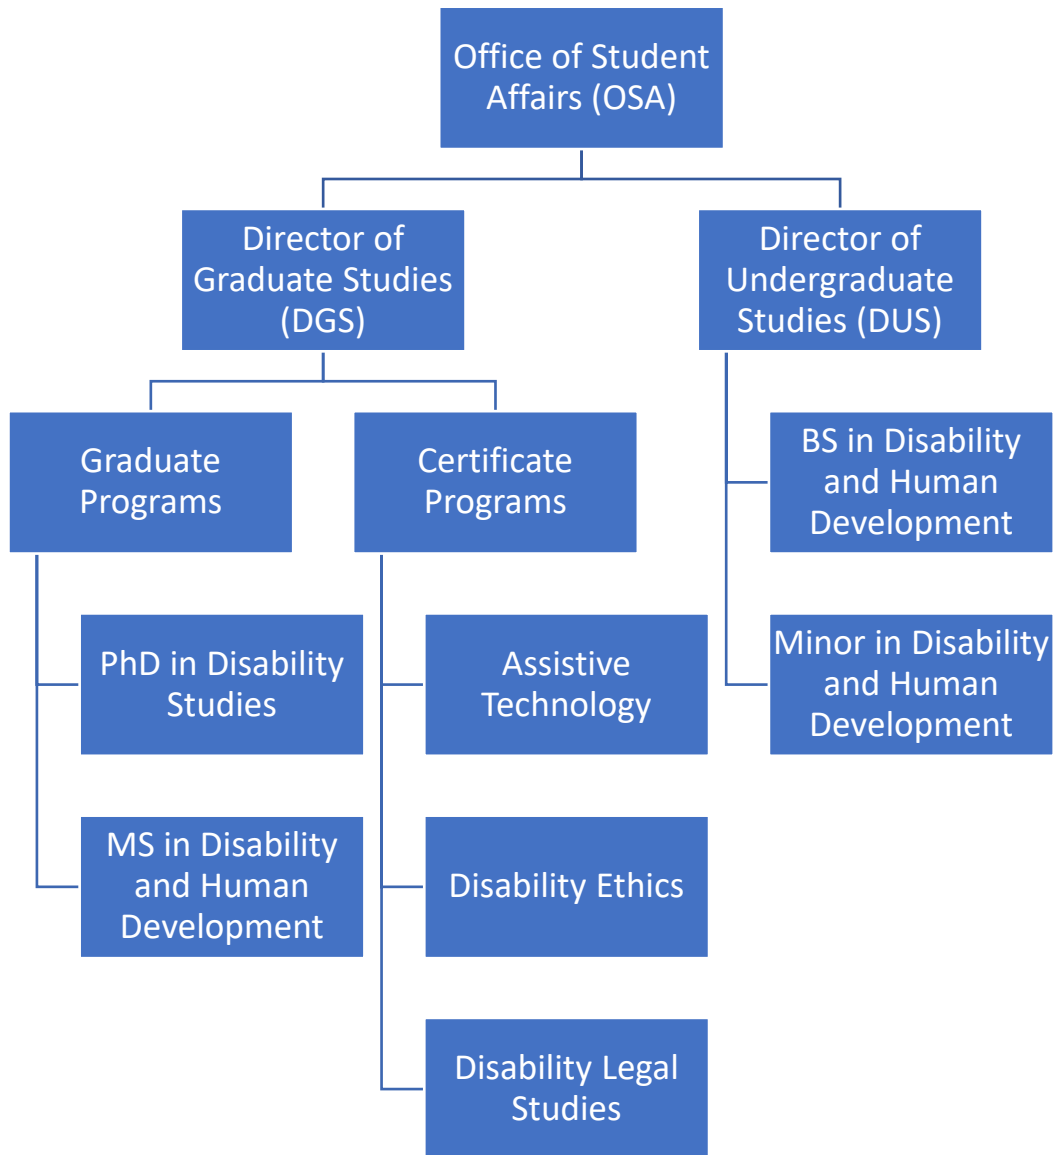 Office of Student
Affairs (OSA)
Director of
Graduate Studies
(DGS)
Director of
Undergraduate
Studies (DUS)
Graduate
Programs
Certificate
Programs
BS in Disability
and Human
Development
PhD in Disability
Studies
Assistive
Technology
Minor in Disability
and Human
Development
MS in Disability
and Human
Development
Disability Ethics
Disability Legal
Studies